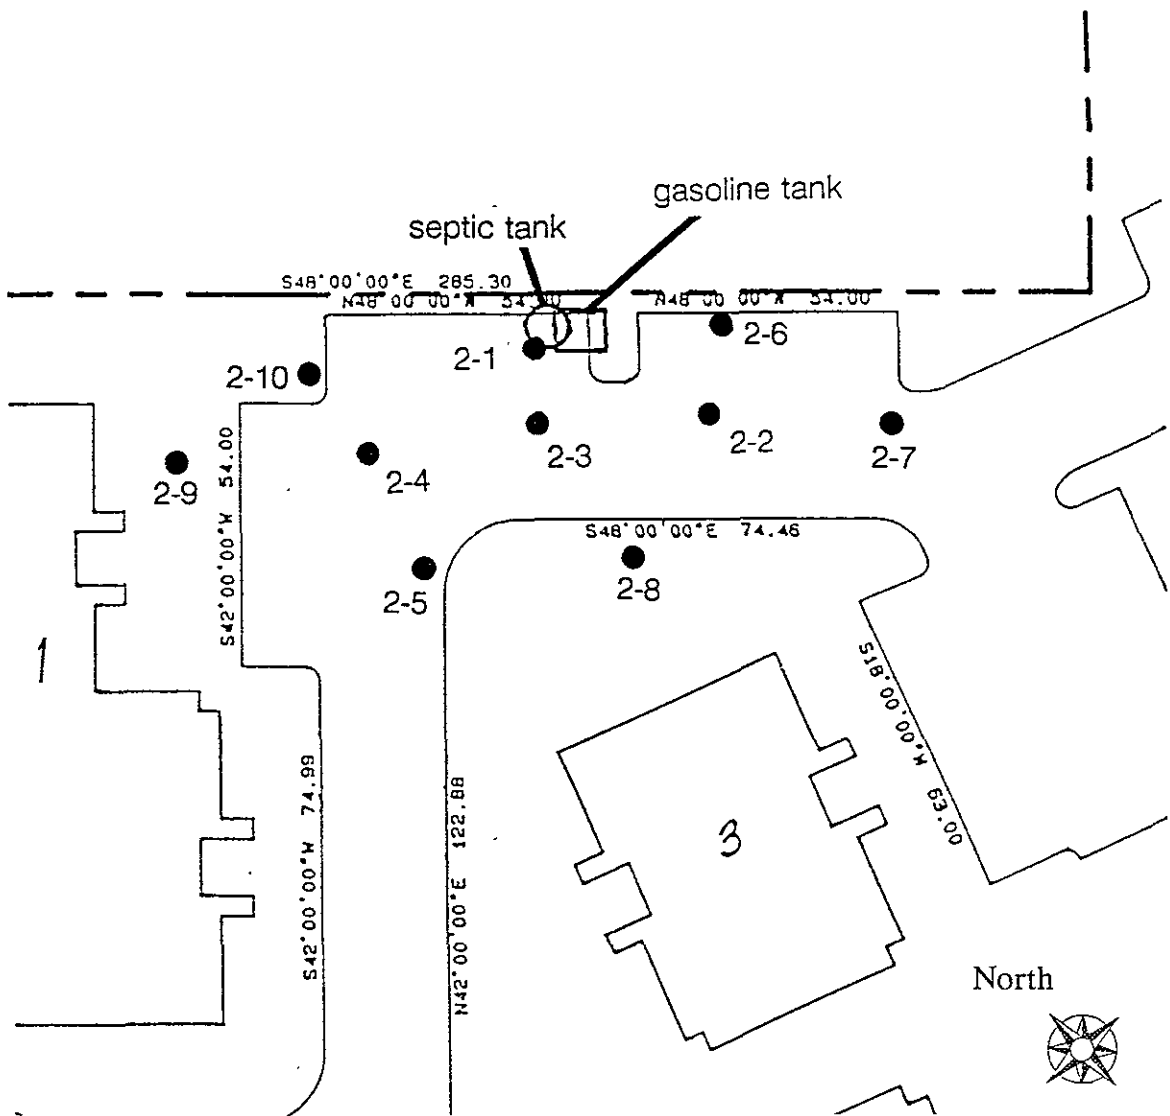 gasoline tank
septic tank
S48°00'00"E 285.30
N48 00 00"W 54.00
N48 00 00"W 54.00
2-6
2-1
2-10
2-2
2-3
2-7
2-4
2-9
S42°00'00"W 54.00
S48°00'00"E 74.46
2-8
2-5
1
S18.00.00.W. 63.00
S42°00'00"W 74.99
N42°00'00"E 122.88
3
North